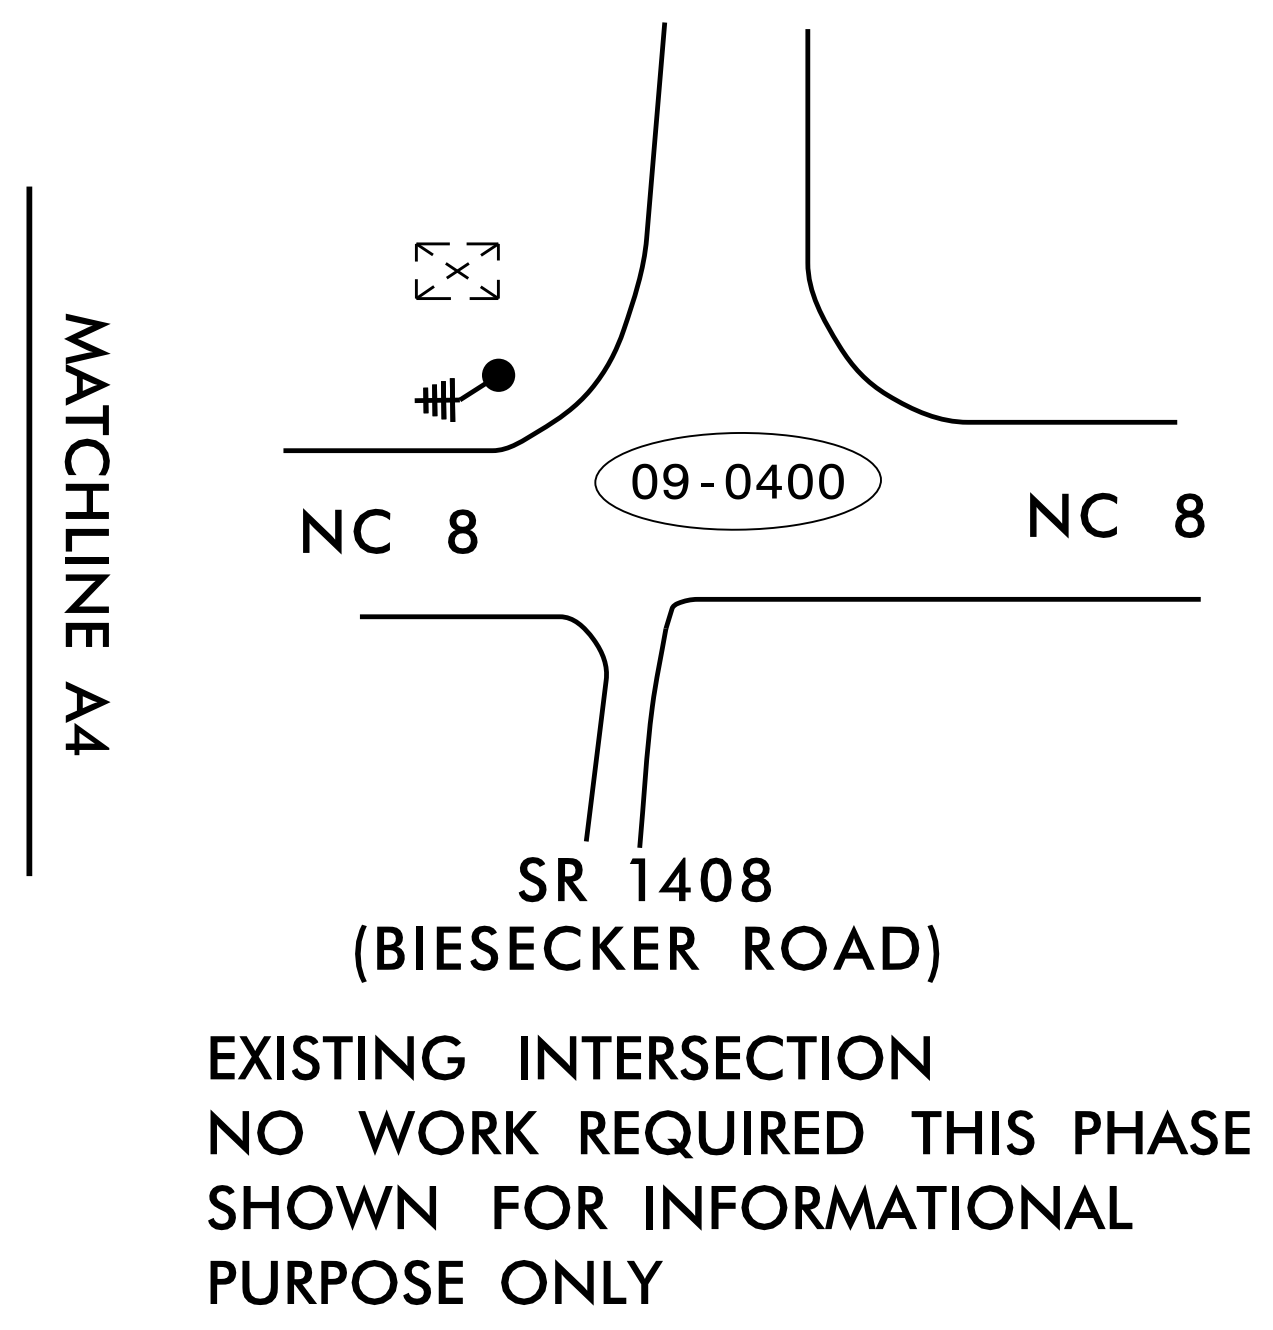 MATCHLINE A4
09-0400
NC 8
NC 8
SR 1408
(BIESECKER ROAD)
EXISTING INTERSECTION
NO WORK REQUIRED THIS PHASE
SHOWN FOR INFORMATIONAL
PURPOSE ONLY